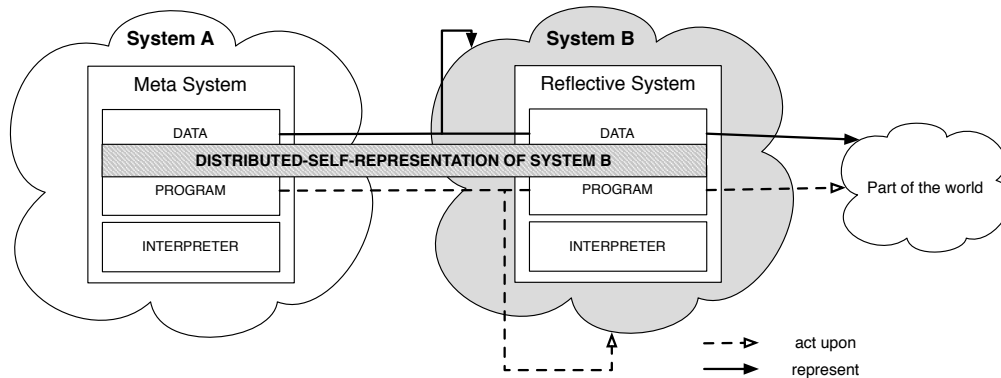 System A
System B
Meta System
Reflective System
DATA
DATA
DISTRIBUTED-SELF-REPRESENTATION OF SYSTEM B
PROGRAM
PROGRAM
Part of the world
INTERPRETER
INTERPRETER
act upon
represent